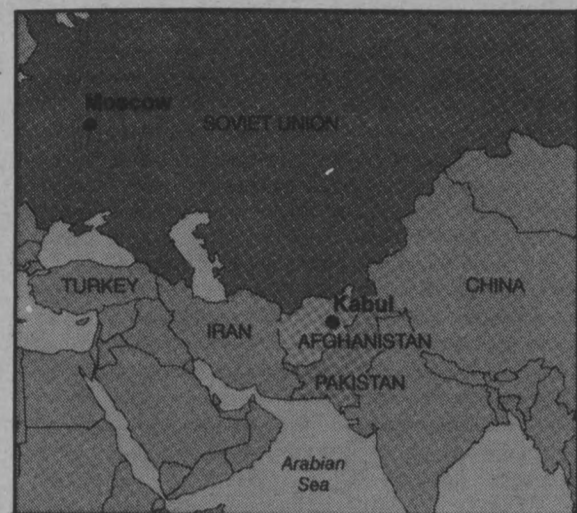 Moscow
SOVIET UNION
TURKEY
CHINA
Kabul
IRAN
AFGHANISTAN
PAKISTAN
Arabian
Sea